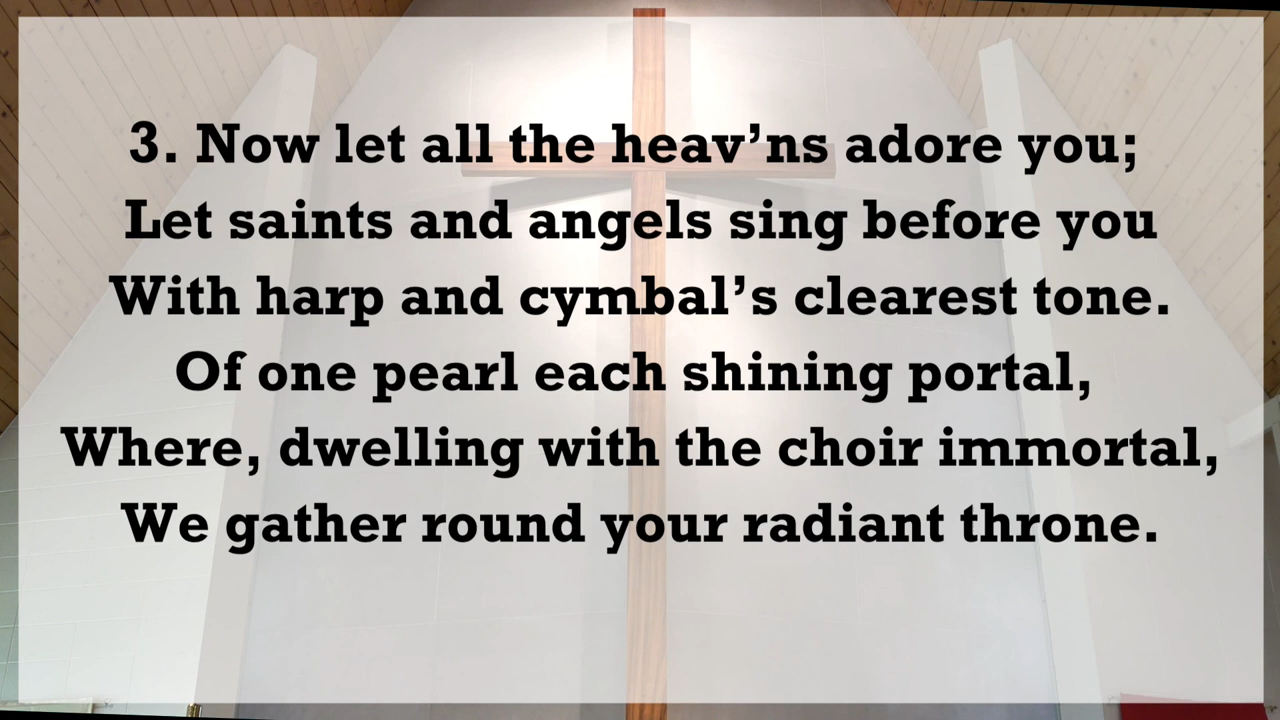 3. Now let all the heav’ns adore you;
Let saints and angels sing before you
With harp and cymbal’s clearest tone.
Of one pearl each shining portal,
Where, dwelling with the choir immortal,
We gather round your radiant throne.